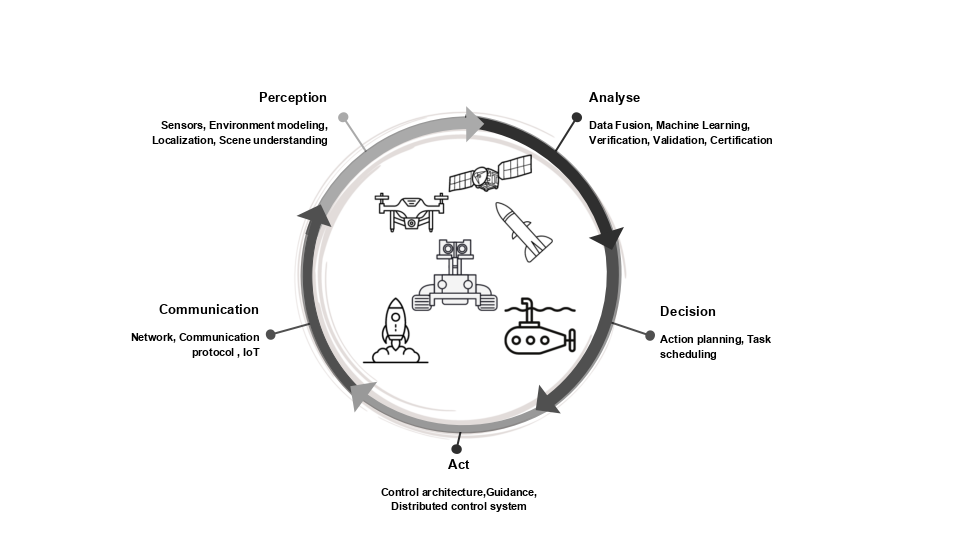 Perception
Sensors, Environment modeling,
Localization, Scene understanding
Analyse
Data Fusion, Machine Learning,
Verification, Validation, Certification
Decision
Action planning, Task
scheduling
Act
Control architecture,Guidance,
Distributed control system
Communication
Network, Communication
protocol , IoT